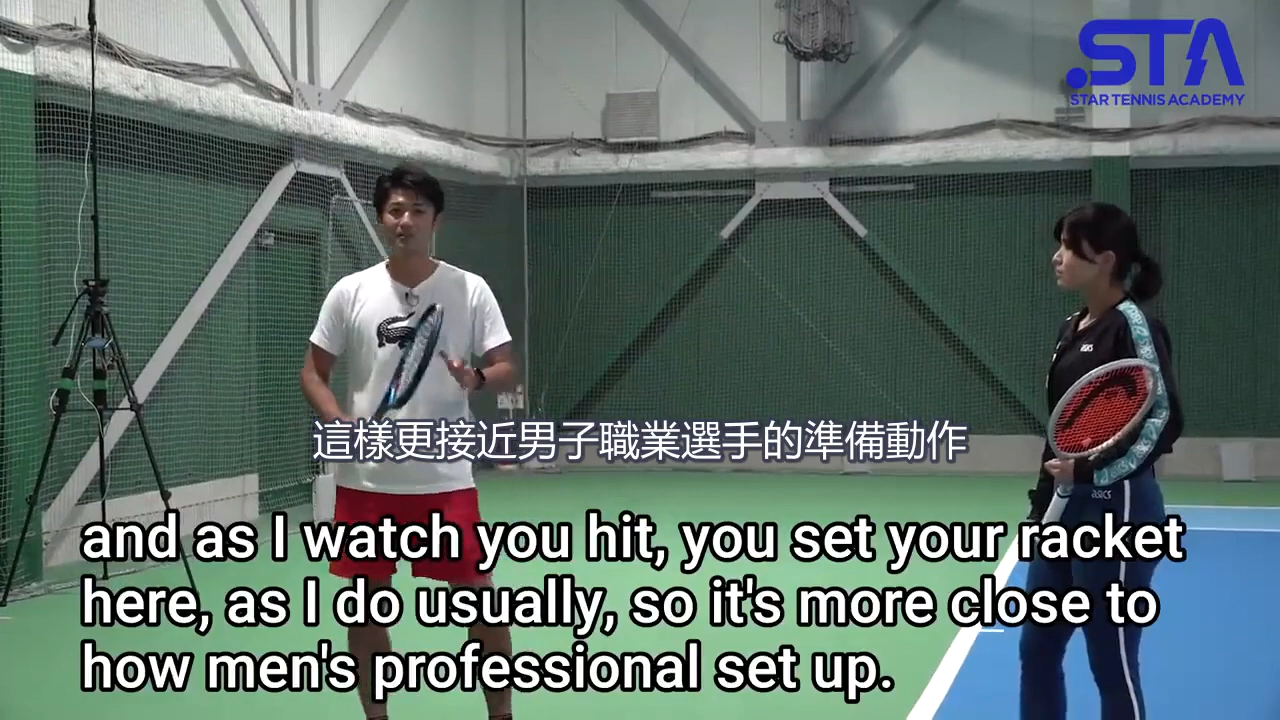 STA
STAR TENNIS ACADEMY
asics
asics
這樣更接近男子職業選手的準備動作
and as I watch you hit, you set your racket
here, as I do usually, so it's more close to
how men's professional set up.